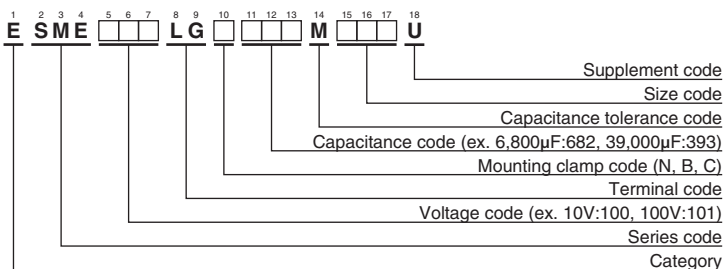 1 2 3 4 5 6 7 8 9 10 11 12 13 14 15 16 17 18
E SME □□□ LG □ □□□ M □□□ U
Supplement code
Size code
Capacitance tolerance code
Capacitance code (ex. 6,800µF:682, 39,000µF:393)
Mounting clamp code (N, B, C)
Terminal code
Voltage code (ex. 10V:100, 100V:101)
Series code
Category